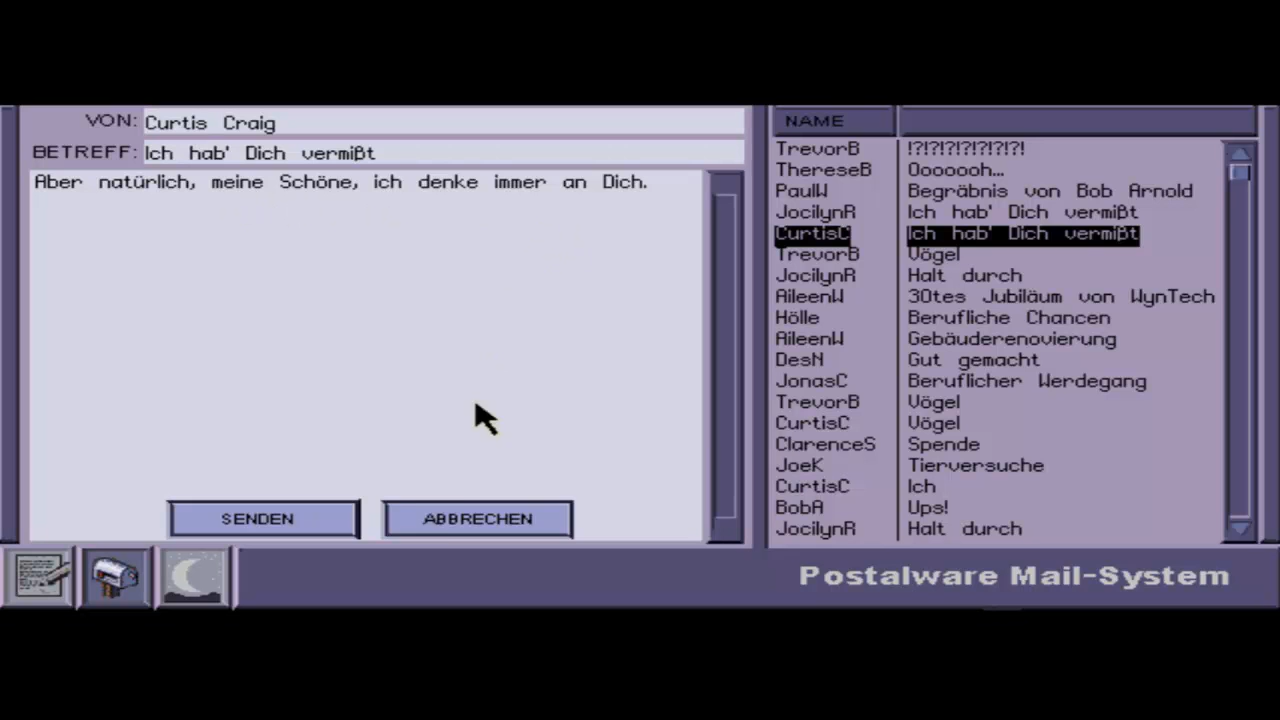 VON: Curtis Craig
BETREFF: Ich hab' Dich vermißt
Aber natürlich, meine Schöne, ich denke immer an Dich.
SENDEN ABBRECHEN
NAME
TrevorB !?!?!?!?!?!?!?!
ThereseB Ooooooh...
PaulW Begräbnis von Bob Arnold
JocilynR Ich hab' Dich vermißt
CurtisC Ich hab' Dich vermißt
TrevorB Vögel
JocilynR Halt durch
AileenW 30tes Jubiläum von WynTech
Hölle Berufliche Chancen
AileenW Gebäuderenovierung
DesN Gut gemacht
JonasC Beruflicher Werdegang
TrevorB Vögel
CurtisC Vögel
ClarenceS Spende
JoeK Tierversuche
CurtisC Ich
BobA Ups!
JocilynR Halt durch
Postalware Mail-System